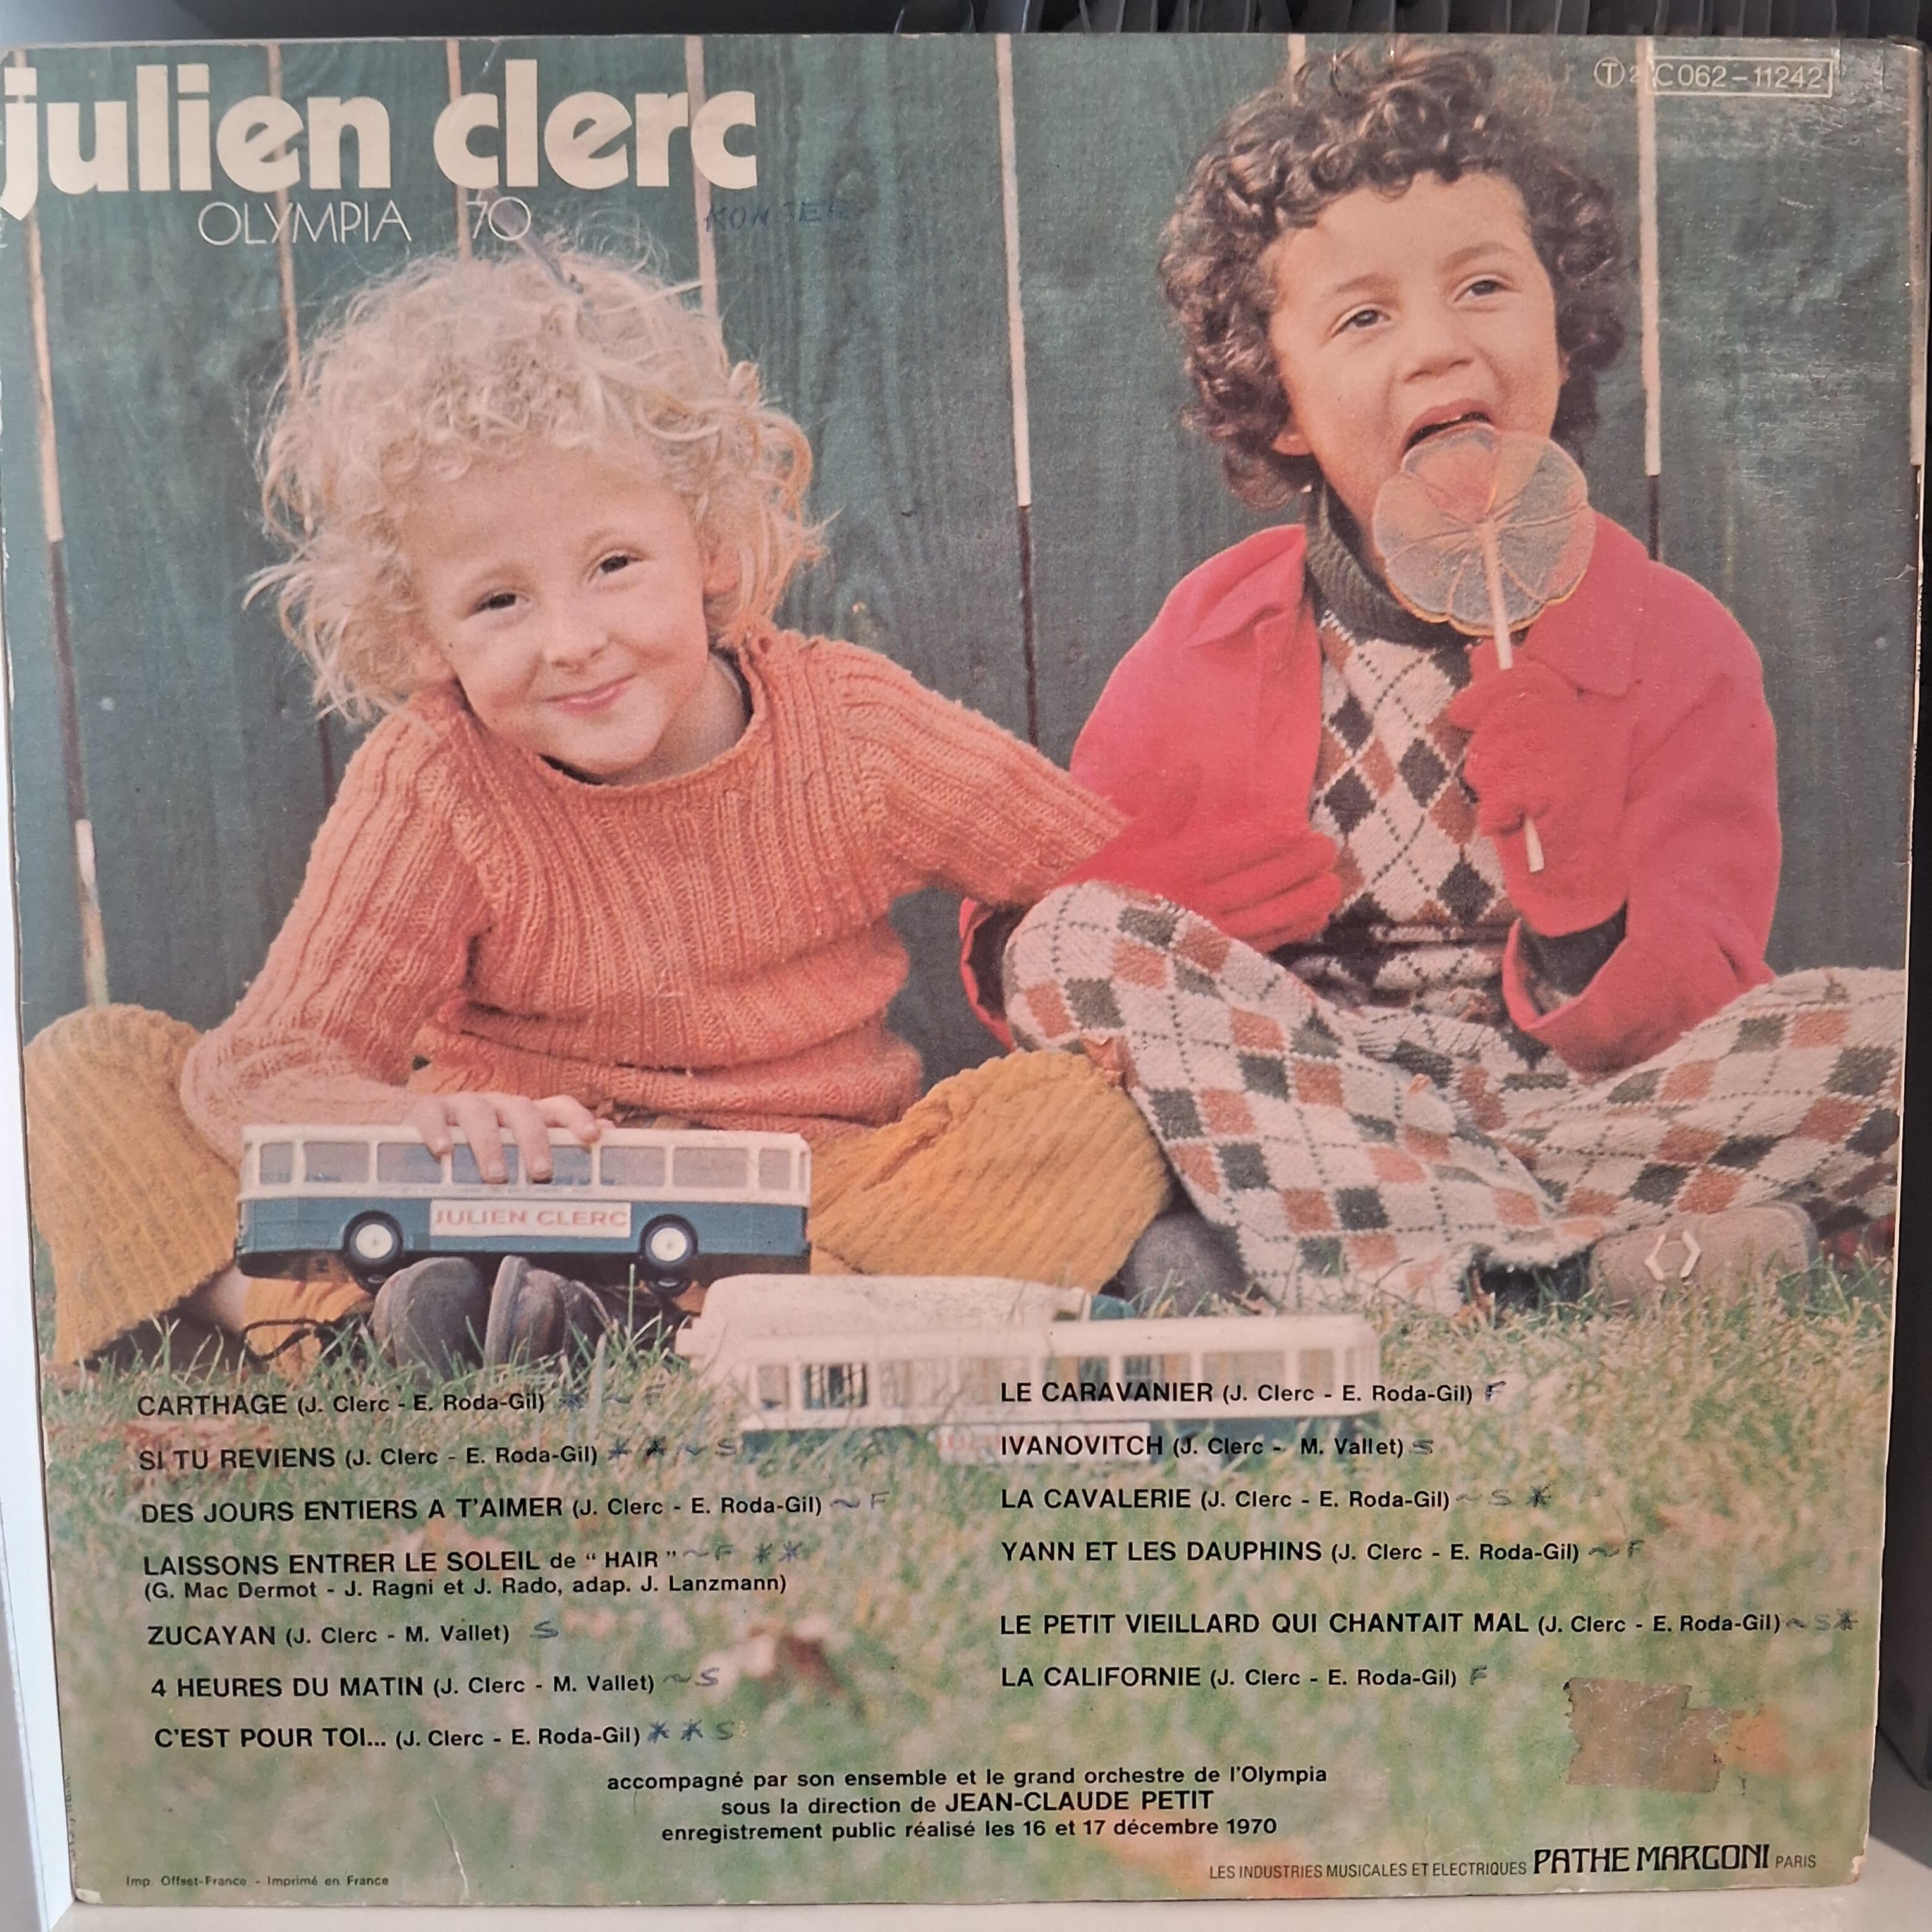 julien clerc
OLYMPIA 70
KONSER
Ⓣ 2 C 062-11242
JULIEN CLERC
CARTHAGE (J. Clerc - E. Roda-Gil) * ~ F
SI TU REVIENS (J. Clerc - E. Roda-Gil) * * ~ S
DES JOURS ENTIERS A T'AIMER (J. Clerc - E. Roda-Gil) ~ F
LAISSONS ENTRER LE SOLEIL de " HAIR " ~ F * *
(G. Mac Dermot - J. Ragni et J. Rado, adap. J. Lanzmann)
ZUCAYAN (J. Clerc - M. Vallet) S
4 HEURES DU MATIN (J. Clerc - M. Vallet) ~ S
C'EST POUR TOI... (J. Clerc - E. Roda-Gil) * * S
LE CARAVANIER (J. Clerc - E. Roda-Gil) F
IVANOVITCH (J. Clerc - M. Vallet) S
LA CAVALERIE (J. Clerc - E. Roda-Gil) ~ S *
YANN ET LES DAUPHINS (J. Clerc - E. Roda-Gil) ~ F
LE PETIT VIEILLARD QUI CHANTAIT MAL (J. Clerc - E. Roda-Gil) ~ S *
LA CALIFORNIE (J. Clerc - E. Roda-Gil) F
accompagné par son ensemble et le grand orchestre de l'Olympia
sous la direction de JEAN-CLAUDE PETIT
enregistrement public réalisé les 16 et 17 décembre 1970
Imp. Offset-France - Imprimé en France
LES INDUSTRIES MUSICALES ET ELECTRIQUES PATHE MARCONI PARIS